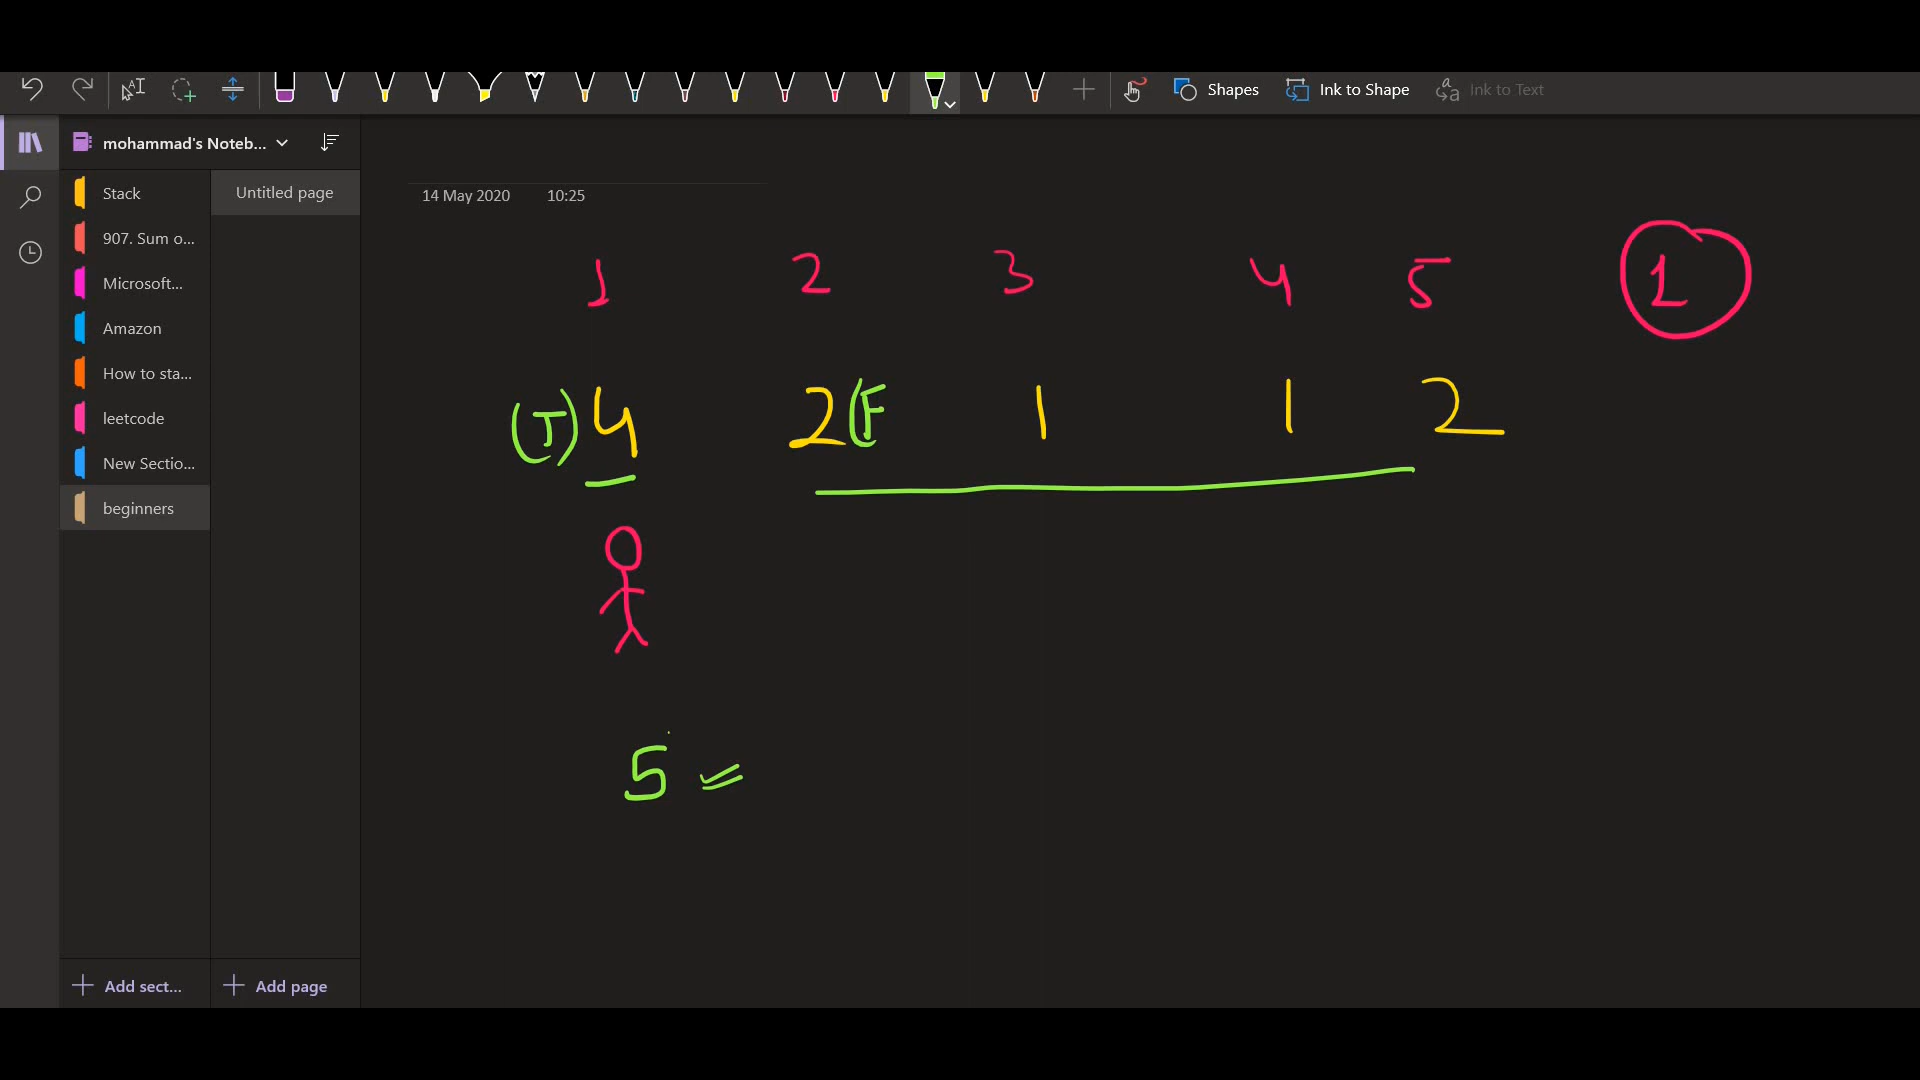 Shapes
Ink to Shape
Ink to Text
mohammad's Noteb...
Stack
907. Sum o...
Microsoft...
Amazon
How to sta...
leetcode
New Sectio...
beginners
Add sect...
Untitled page
Add page
14 May 2020 10:25
1 2 3 4 5 1
(T) 4 2 (F 1 1 2
5 =